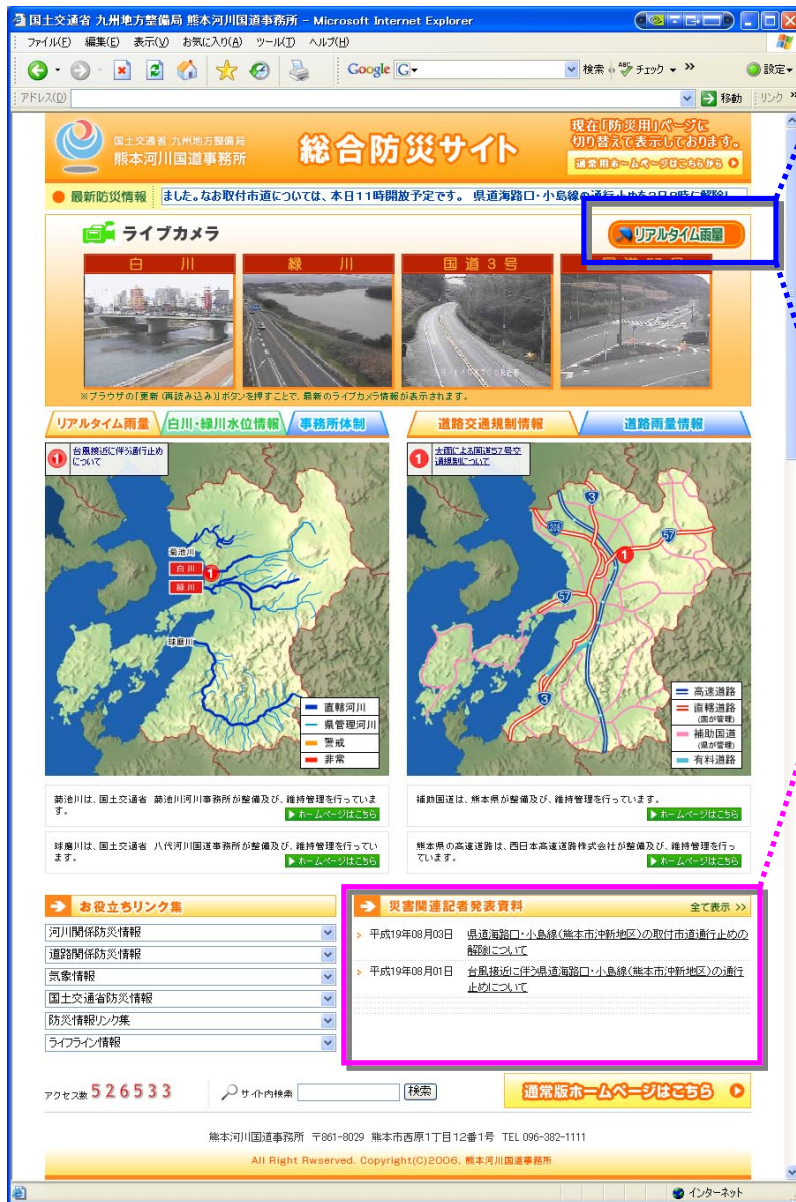 国土交通省 九州地方整備局 熊本河川国道事務所 - Microsoft Internet Explorer
ファイル(F) 編集(E) 表示(V) お気に入り(A) ツール(T) ヘルプ(H)
Google G 検索 ABC チェック » 設定
アドレス(D) 移動 リンク »
国土交通省 九州地方整備局
熊本河川国道事務所
総合防災サイト
現在「防災用」ページに
切り替えて表示しております。
通常用ホームページはこちらから
最新防災情報 ました。なお取付市道については、本日11時開放予定です。 県道海路口・小島線の通行止めを2日9時に解除し
ライブカメラ
リアルタイム雨量
白 川
緑 川
国 道 3 号
※ブラウザの「更新(再読み込み)」ボタンを押すことで、最新のライブカメラ情報が表示されます。
リアルタイム雨量 白川・緑川水位情報 事務所体制
道路交通規制情報 道路雨量情報
1 台風接近に伴う通行止め
について
菊池川
白 川
1
緑 川
球磨川
直轄河川
県管理河川
警戒
非常
1 大雨による国道57号交
通規制について
3
208
57
1
57
3
高速道路
直轄道路
(国が管理)
補助国道
(県が管理)
有料道路
菊池川は、国土交通省 菊池川河川事務所が整備及び、維持管理を行っていま
す。
ホームページはこちら
球磨川は、国土交通省 八代河川国道事務所が整備及び、維持管理を行ってい
ます。
ホームページはこちら
補助国道は、熊本県が整備及び、維持管理を行っています。
ホームページはこちら
熊本県の高速道路は、西日本高速道路株式会社が整備及び、維持管理を行っ
ています。
ホームページはこちら
お役立ちリンク集
河川関係防災情報
道路関係防災情報
気象情報
国土交通省防災情報
防災情報リンク集
ライフライン情報
災害関連記者発表資料 全て表示 >>
平成19年08月03日 県道海路口・小島線(熊本市沖新地区)の取付市道通行止めの
解除について
平成19年08月01日 台風接近に伴う県道海路口・小島線(熊本市沖新地区)の通行
止めについて
アクセス数 526533 サイト内検索 検索 通常版ホームページはこちら
熊本河川国道事務所 〒861-8029 熊本市西原1丁目12番1号 TEL 096-382-1111
All Right Rwserved. Copyright(C)2006. 熊本河川国道事務所
インターネット